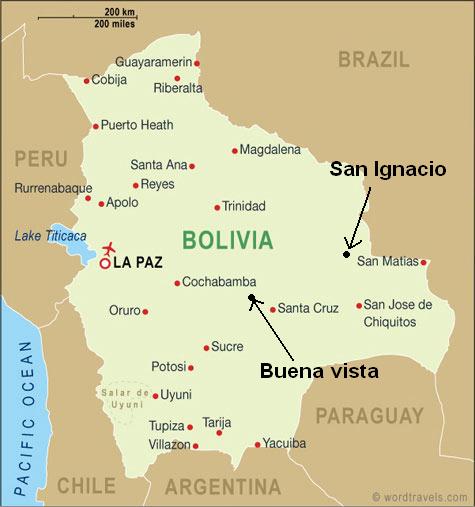 200 km
200 miles
BRAZIL
Guayaramerin
Cobija
Riberalta
Puerto Heath
PERU
Magdalena
Santa Ana
San Ignacio
Rurrenabaque
Reyes
Apolo
Trinidad
Lake Titicaca
BOLIVIA
LA PAZ
San Matias
Cochabamba
Oruro
Santa Cruz
San Jose de
Chiquitos
Sucre
Buena vista
Potosi
Salar de
Uyuni
Uyuni
PACIFIC OCEAN
PARAGUAY
Tupiza
Tarija
Villazon
Yacuiba
CHILE
ARGENTINA
© wordtravels.com